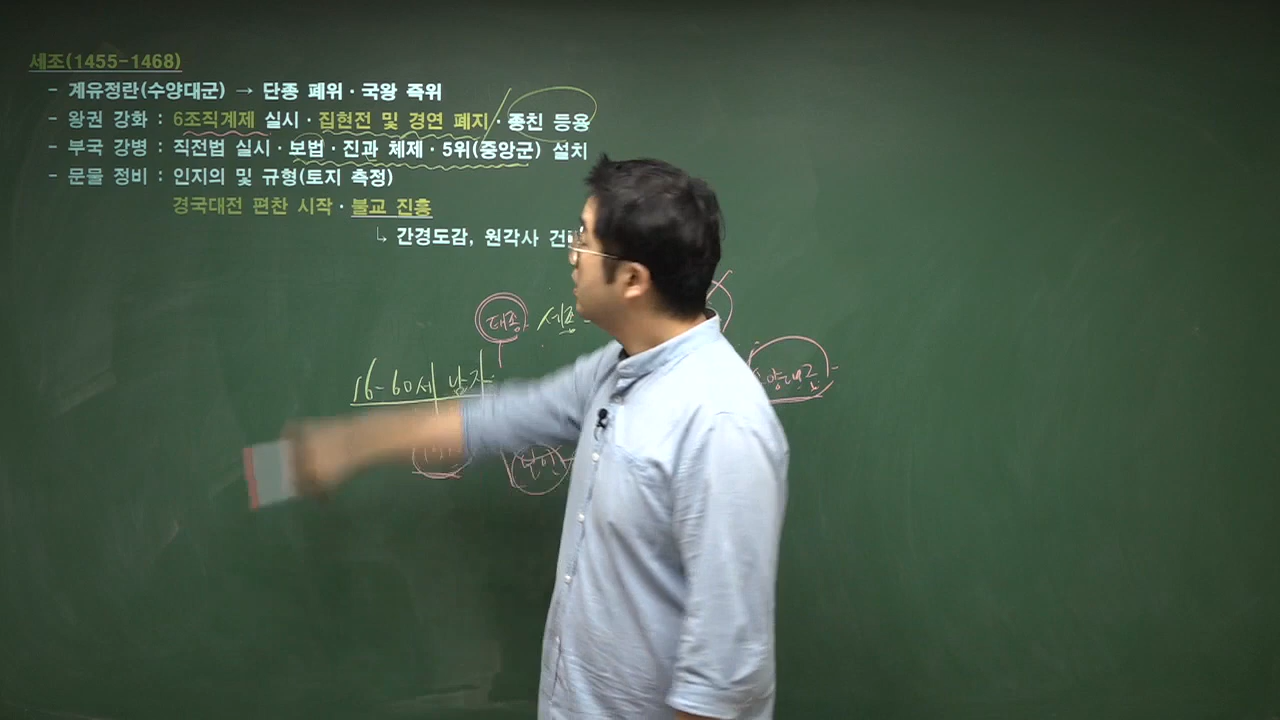 세조(1455-1468)
- 계유정란(수양대군) → 단종 폐위·국왕 즉위
- 왕권 강화 : 6조직계제 실시·집현전 및 경연 폐지·종친 등용
- 부국 강병 : 직전법 실시·보법·진관 체제·5위(중앙군) 설치
- 문물 정비 : 인지의 및 규형(토지 측정)
경국대전 편찬 시작·불교 진흥
↳ 간경도감, 원각사
태종 세종
16-60세 남자
양대군